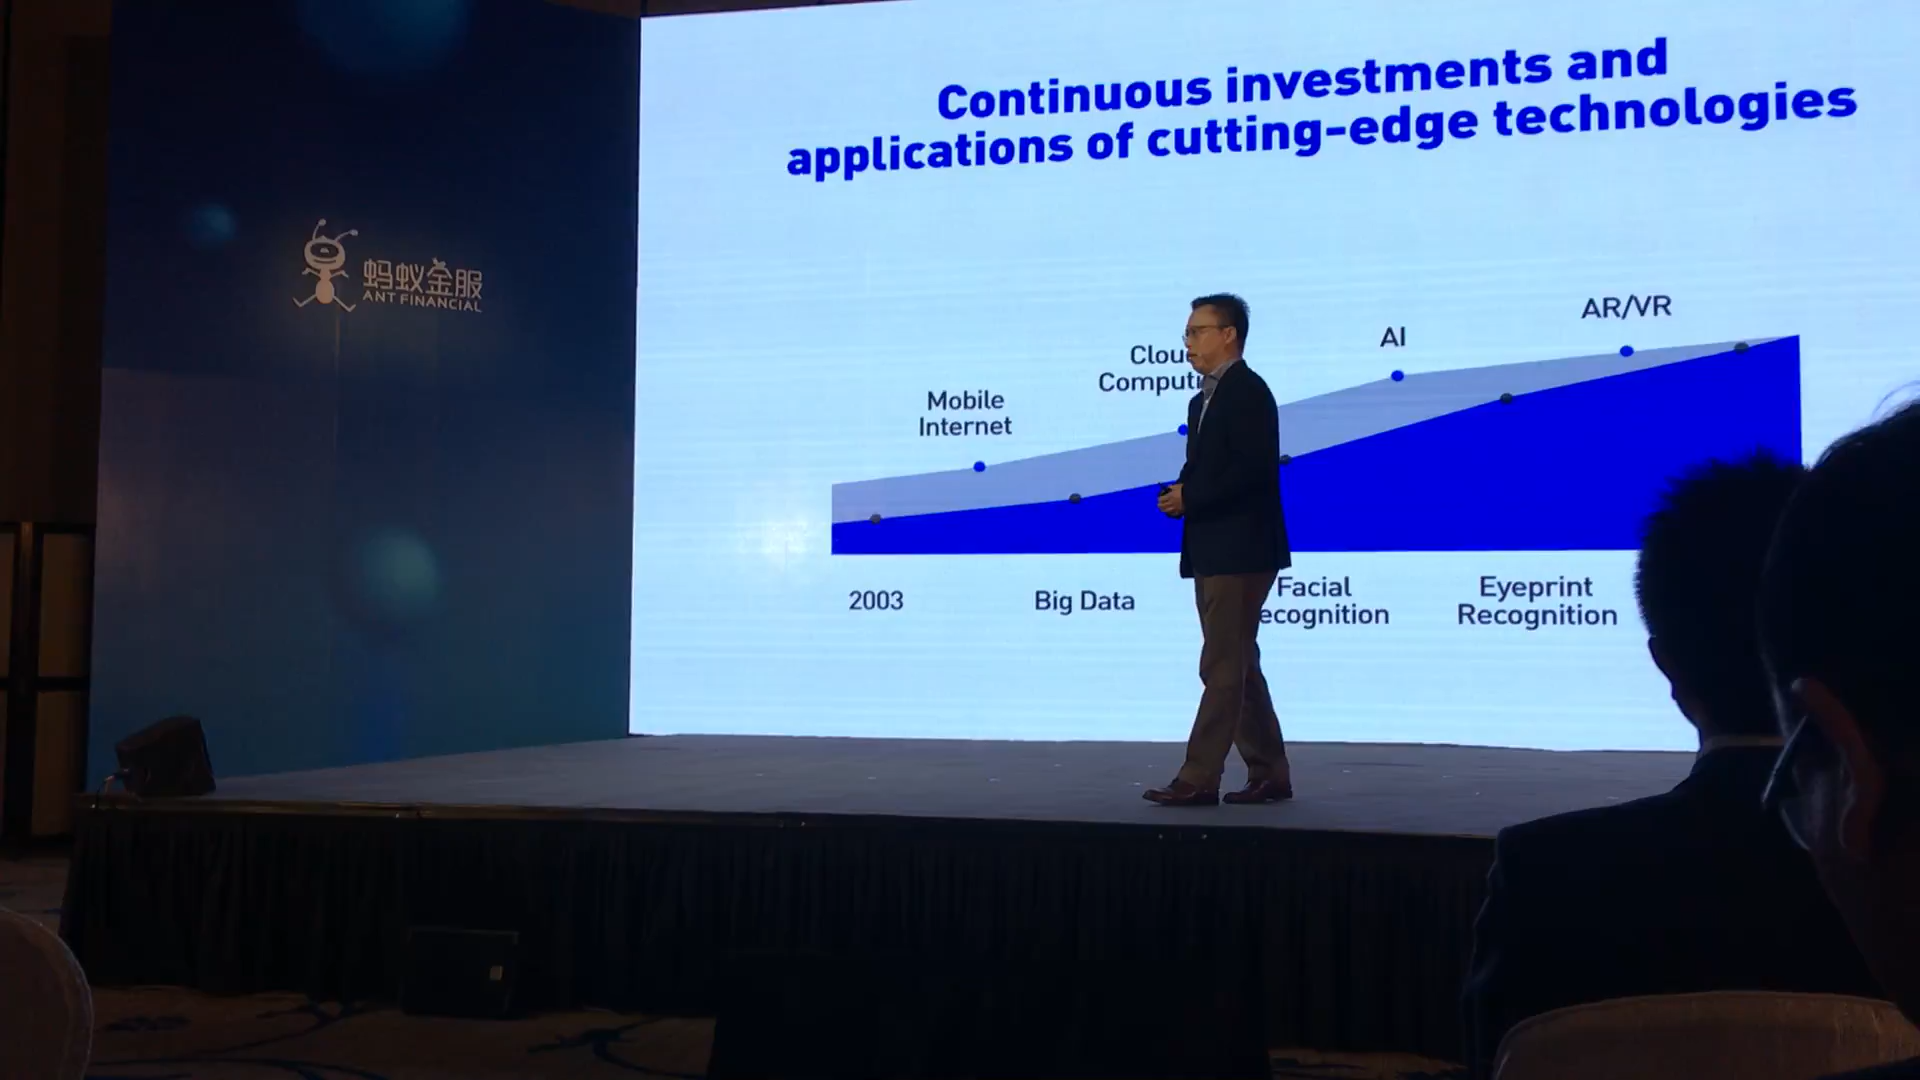 Continuous investments and
applications of cutting-edge technologies
蚂蚁金服
ANT FINANCIAL
AR/VR
AI
Mobile
Internet
2003
Big Data
Facial
Eyeprint
Recognition